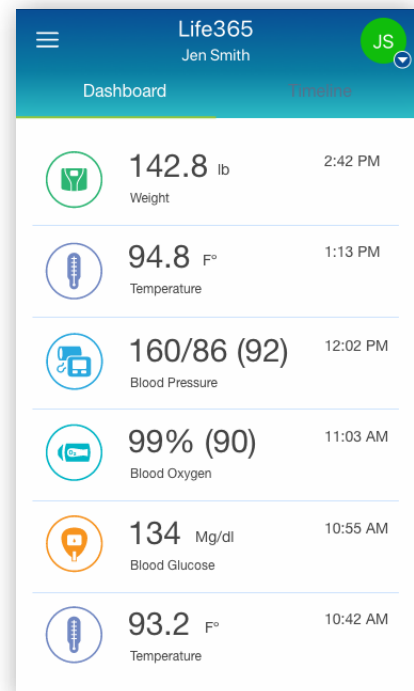 Life365
JS
Jen Smith
Dashboard Timeline
142.8 lb 2:42 PM
Weight
94.8 F° 1:13 PM
Temperature
160/86 (92) 12:02 PM
Blood Pressure
99% (90) 11:03 AM
Blood Oxygen
134 Mg/dl 10:55 AM
Blood Glucose
93.2 F° 10:42 AM
Temperature